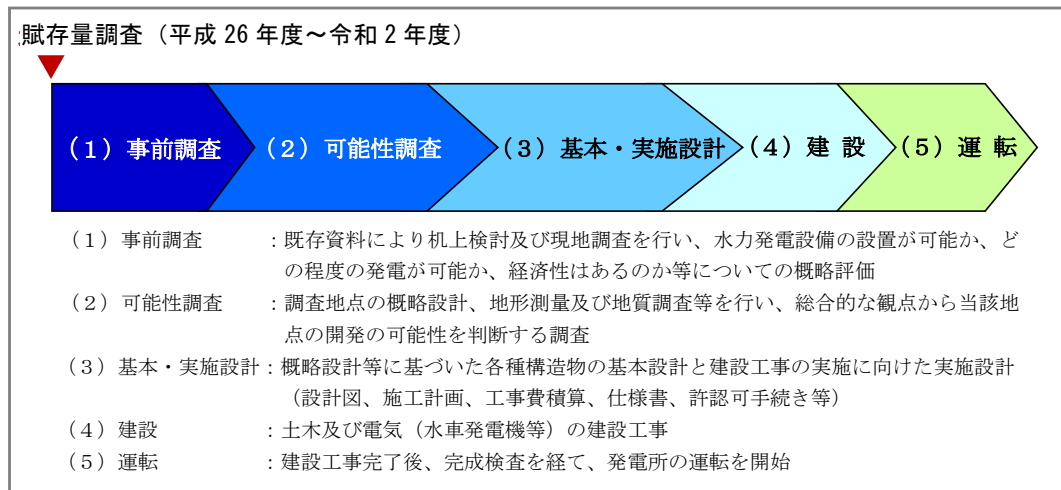 賦存量調査（平成 26 年度～令和 2 年度）
（1）事前調査
（2）可能性調査
（3）基本・実施設計
（4）建 設
（5）運 転
（1）事前調査　　　　：既存資料により机上検討及び現地調査を行い、水力発電設備の設置が可能か、ど
の程度の発電が可能か、経済性はあるのか等についての概略評価
（2）可能性調査　　　：調査地点の概略設計、地形測量及び地質調査等を行い、総合的な観点から当該地
点の開発の可能性を判断する調査
（3）基本・実施設計：概略設計等に基づいた各種構造物の基本設計と建設工事の実施に向けた実施設計
（設計図、施工計画、工事費積算、仕様書、許認可手続き等）
（4）建設　　　　　　：土木及び電気（水車発電機等）の建設工事
（5）運転　　　　　　：建設工事完了後、完成検査を経て、発電所の運転を開始